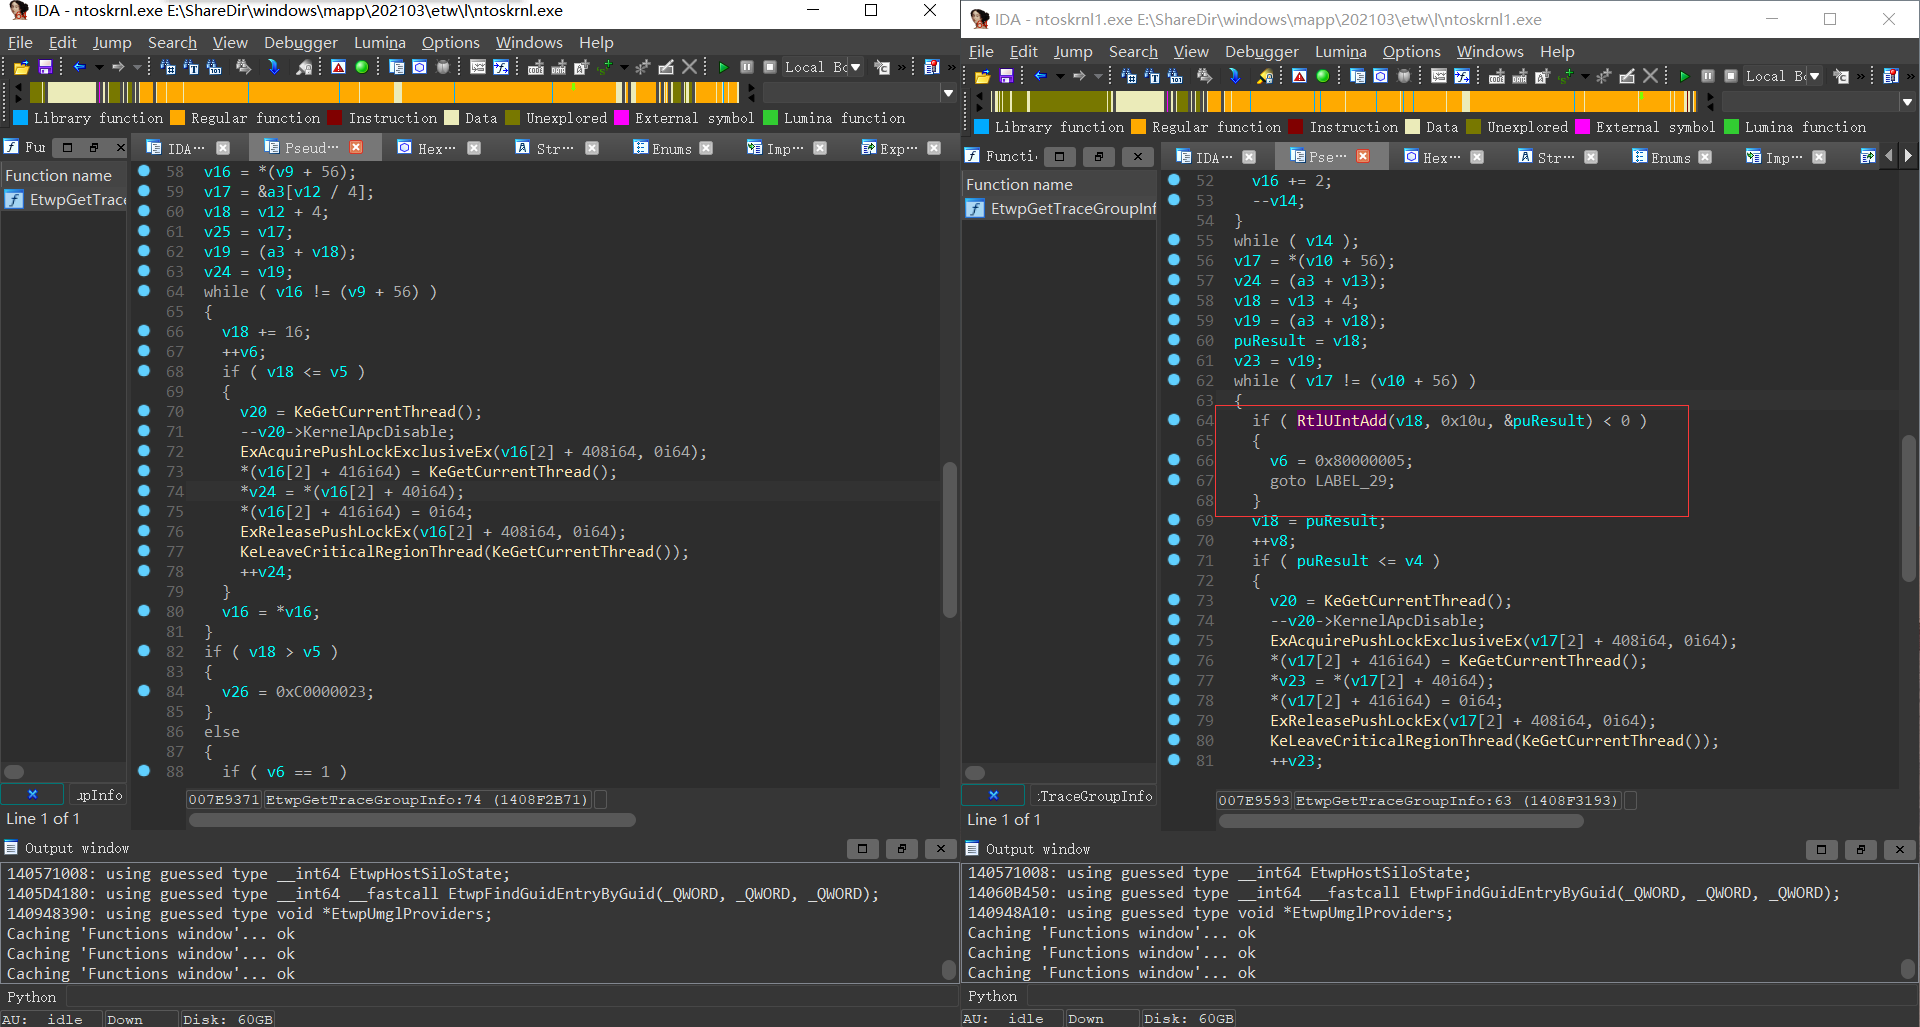 IDA - ntoskrnl.exe E:\ShareDir\windows\mapp\202103\etw\l\ntoskrnl.exe
File Edit Jump Search View Debugger Lumina Options Windows Help
Local Bo
Library function Regular function Instruction Data Unexplored External symbol Lumina function
Fur
IDA… Pseud… Hex… Str… Enums Imp… Exp…
Function name
EtwpGetTrace
58 v16 = *(v9 + 56);
59 v17 = &a3[v12 / 4];
60 v18 = v12 + 4;
61 v25 = v17;
62 v19 = (a3 + v18);
63 v24 = v19;
64 while ( v16 != (v9 + 56) )
65 {
66 v18 += 16;
67 ++v6;
68 if ( v18 <= v5 )
69 {
70 v20 = KeGetCurrentThread();
71 --v20->KernelApcDisable;
72 ExAcquirePushLockExclusiveEx(v16[2] + 408i64, 0i64);
73 *(v16[2] + 416i64) = KeGetCurrentThread();
74 *v24 = *(v16[2] + 40i64);
75 *(v16[2] + 416i64) = 0i64;
76 ExReleasePushLockEx(v16[2] + 408i64, 0i64);
77 KeLeaveCriticalRegionThread(KeGetCurrentThread());
78 ++v24;
79 }
80 v16 = *v16;
81 }
82 if ( v18 > v5 )
83 {
84 v26 = 0xC0000023;
85 }
86 else
87 {
88 if ( v6 == 1 )
upInfo
007E9371 EtwpGetTraceGroupInfo:74 (1408F2B71)
Line 1 of 1
Output window
140571008: using guessed type __int64 EtwpHostSiloState;
1405D4180: using guessed type __int64 __fastcall EtwpFindGuidEntryByGuid(_QWORD, _QWORD, _QWORD);
140948390: using guessed type void *EtwpUmglProviders;
Caching 'Functions window'... ok
Caching 'Functions window'... ok
Caching 'Functions window'... ok
Python
AU: idle Down Disk: 60GB
IDA - ntoskrnl1.exe E:\ShareDir\windows\mapp\202103\etw\l\ntoskrnl1.exe
File Edit Jump Search View Debugger Lumina Options Windows Help
Local Bo
Library function Regular function Instruction Data Unexplored External symbol Lumina function
Functi
IDA… Pse… Hex… Str… Enums Imp…
Function name
EtwpGetTraceGroupInf
52 v16 += 2;
53 --v14;
54 }
55 while ( v14 );
56 v17 = *(v10 + 56);
57 v24 = (a3 + v13);
58 v18 = v13 + 4;
59 v19 = (a3 + v18);
60 puResult = v18;
61 v23 = v19;
62 while ( v17 != (v10 + 56) )
63 {
64 if ( RtlUIntAdd(v18, 0x10u, &puResult) < 0 )
65 {
66 v6 = 0x80000005;
67 goto LABEL_29;
68 }
69 v18 = puResult;
70 ++v8;
71 if ( puResult <= v4 )
72 {
73 v20 = KeGetCurrentThread();
74 --v20->KernelApcDisable;
75 ExAcquirePushLockExclusiveEx(v17[2] + 408i64, 0i64);
76 *(v17[2] + 416i64) = KeGetCurrentThread();
77 *v23 = *(v17[2] + 40i64);
78 *(v17[2] + 416i64) = 0i64;
79 ExReleasePushLockEx(v17[2] + 408i64, 0i64);
80 KeLeaveCriticalRegionThread(KeGetCurrentThread());
81 ++v23;
:TraceGroupInfo
007E9593 EtwpGetTraceGroupInfo:63 (1408F3193)
Line 1 of 1
Output window
140571008: using guessed type __int64 EtwpHostSiloState;
14060B450: using guessed type __int64 __fastcall EtwpFindGuidEntryByGuid(_QWORD, _QWORD, _QWORD);
140948A10: using guessed type void *EtwpUmglProviders;
Caching 'Functions window'... ok
Caching 'Functions window'... ok
Caching 'Functions window'... ok
Python
AU: idle Down Disk: 60GB